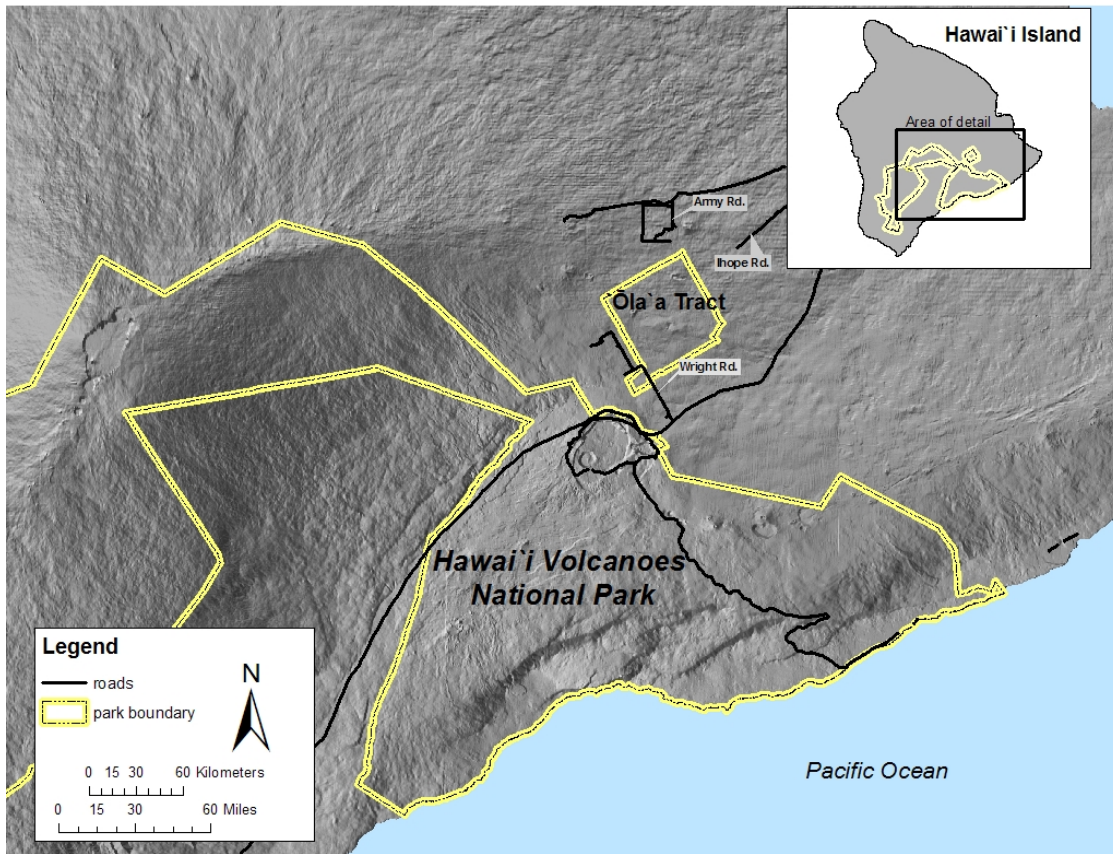 Hawai`i Island
Area of detail
Army Rd.
Ihope Rd.
Ōla`a Tract
Wright Rd.
Hawai`i Volcanoes
National Park
Legend
roads
park boundary
N
0 15 30 60 Kilometers
0 15 30 60 Miles
Pacific Ocean